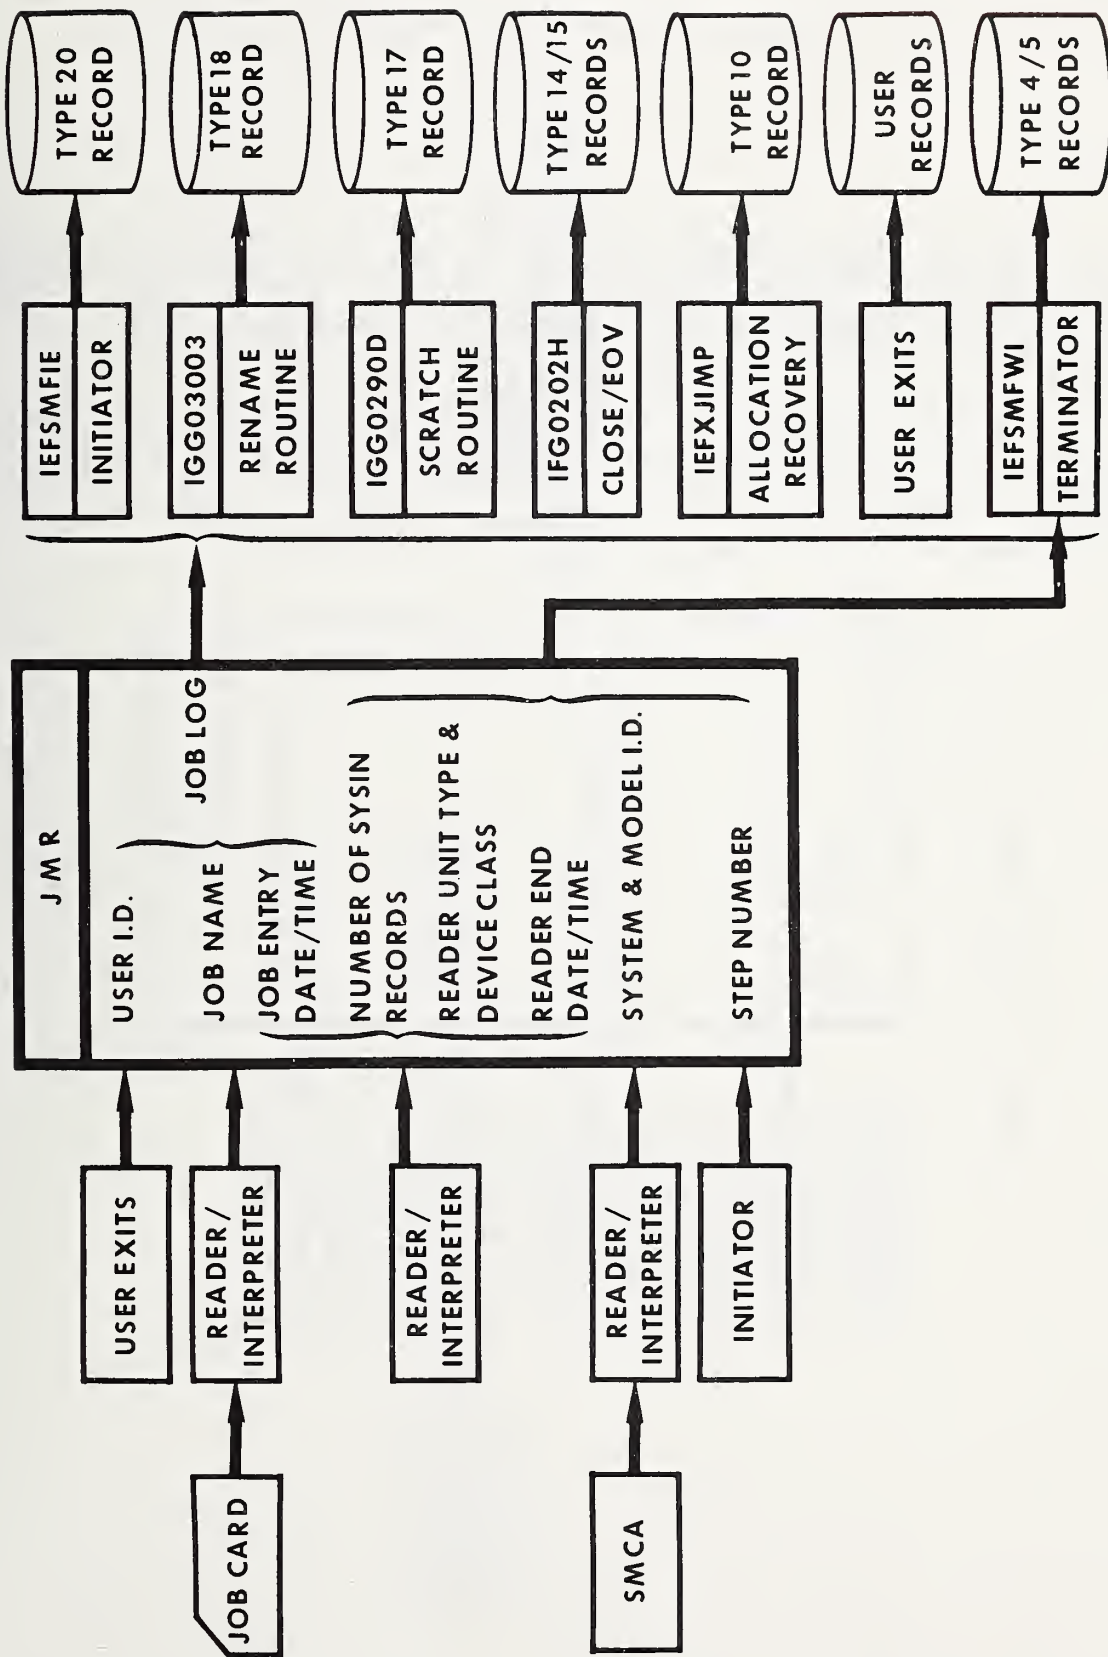 JOB CARD
SMCA
USER EXITS
READER/
INTERPRETER
READER/
INTERPRETER
READER/
INTERPRETER
INITIATOR
JMR
USER I.D.
JOB NAME
JOB ENTRY
DATE/TIME
JOB LOG
NUMBER OF SYSIN
RECORDS
READER UNIT TYPE &
DEVICE CLASS
READER END
DATE/TIME
SYSTEM & MODEL I.D.
STEP NUMBER
IEFSMFIE
INITIATOR
IGG03003
RENAME
ROUTINE
IGG0290D
SCRATCH
ROUTINE
IFG0202H
CLOSE/EOV
IEFXJIMP
ALLOCATION
RECOVERY
USER EXITS
IEFSMFWI
TERMINATOR
TYPE 20
RECORD
TYPE 18
RECORD
TYPE 17
RECORD
TYPE 14/15
RECORDS
TYPE 10
RECORD
USER
RECORDS
TYPE 4/5
RECORDS